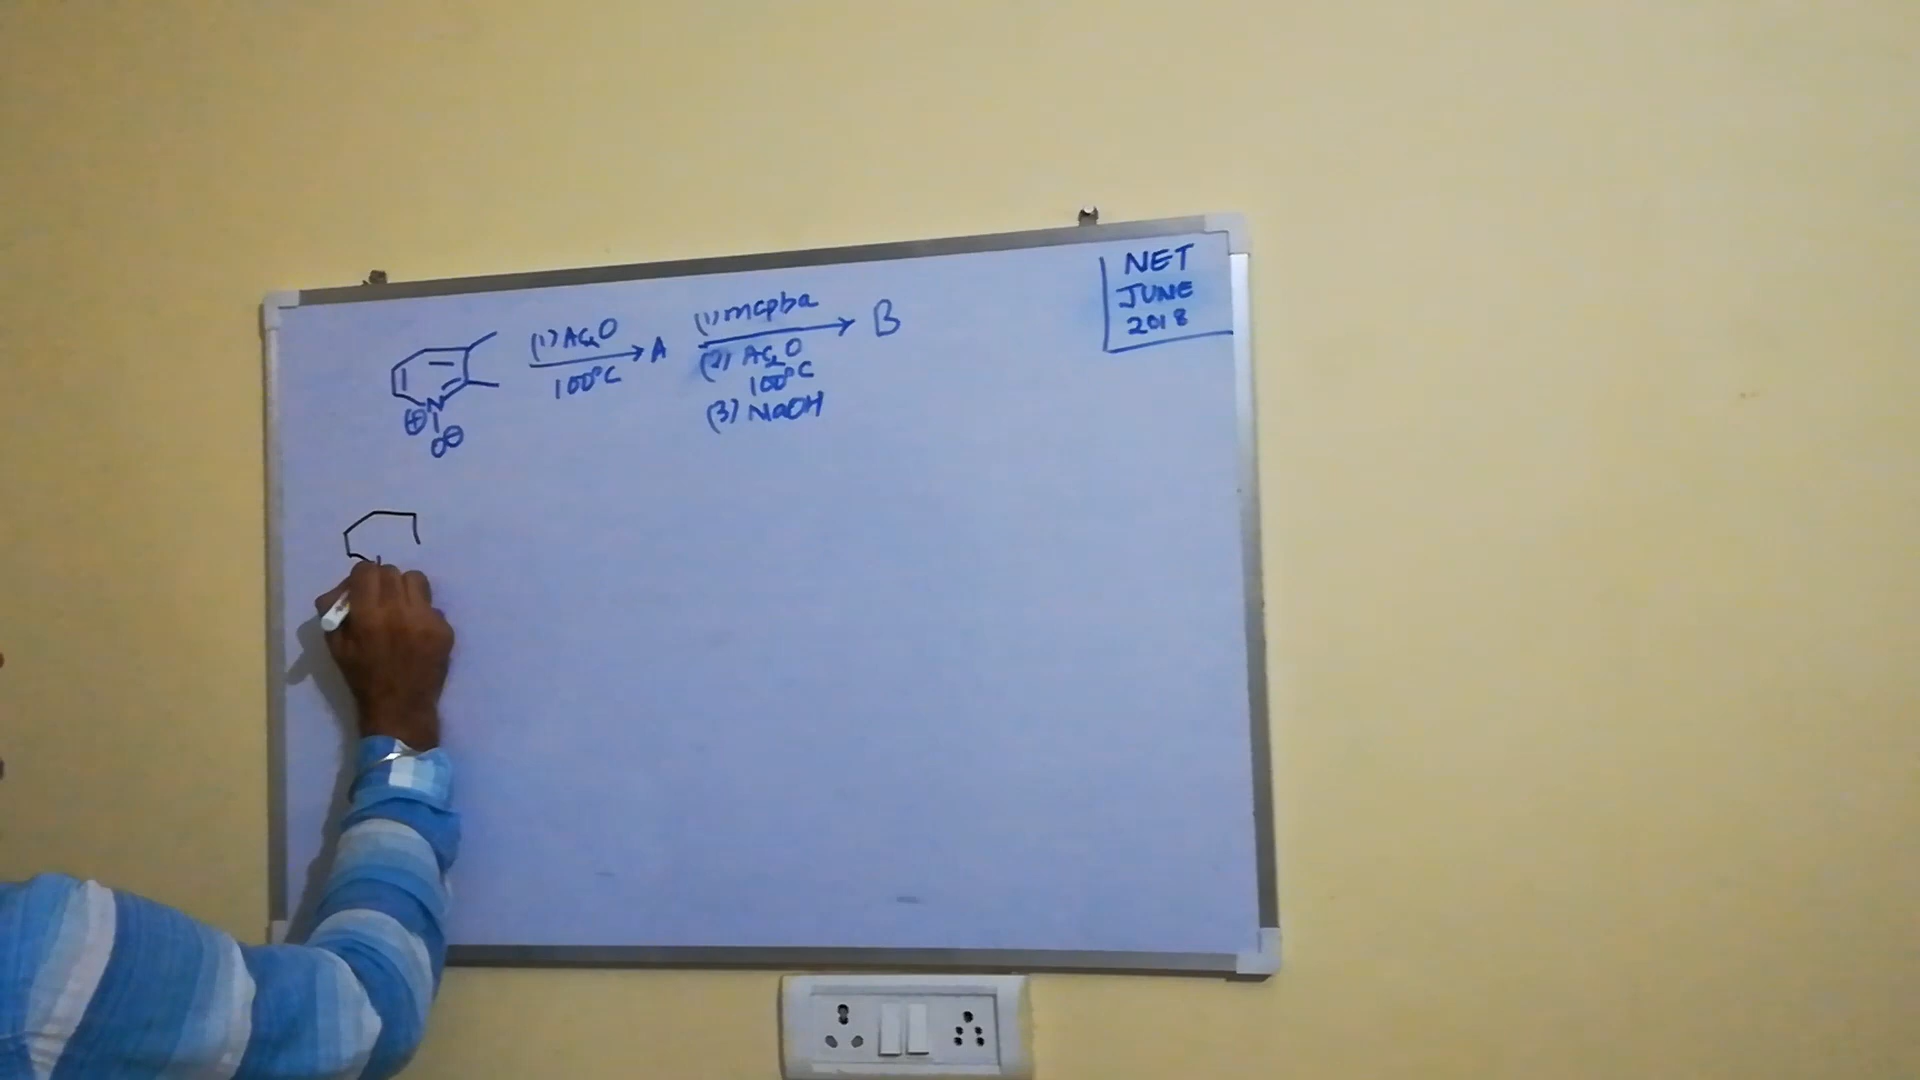 (1) Ac₂O
100°C
A
(1) mcpba
(2) Ac₂O
100°C
(3) NaOH
B
N
⊕
O⊖
NET
JUNE
2018